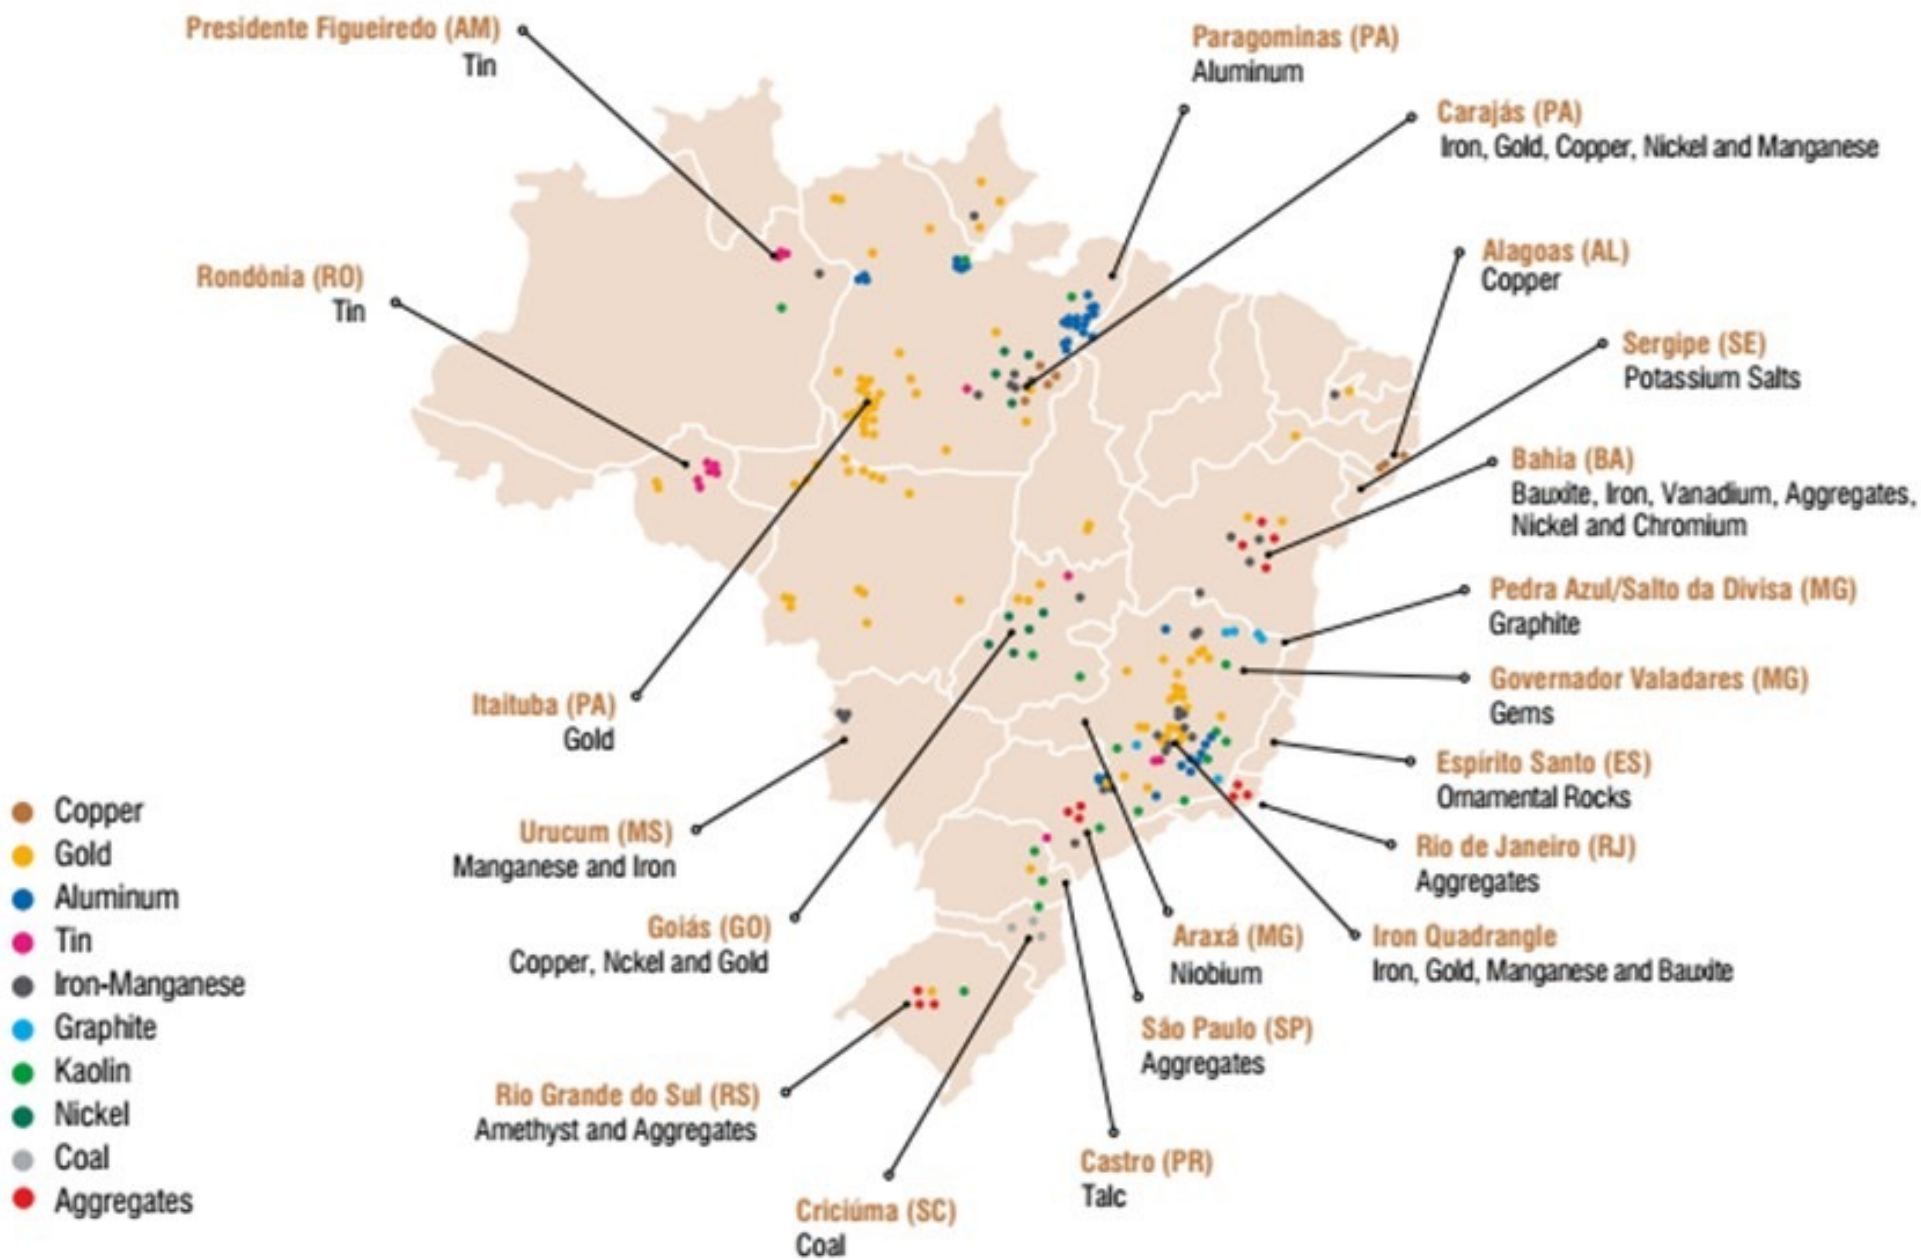 Presidente Figueiredo (AM)
Tin
Paragominas (PA)
Aluminum
Carajás (PA)
Iron, Gold, Copper, Nickel and Manganese
Rondônia (RO)
Tin
Alagoas (AL)
Copper
Sergipe (SE)
Potassium Salts
Bahia (BA)
Bauxite, Iron, Vanadium, Aggregates,
Nickel and Chromium
Pedra Azul/Salto da Divisa (MG)
Graphite
Governador Valadares (MG)
Gems
Itaituba (PA)
Gold
Espírito Santo (ES)
Ornamental Rocks
Urucum (MS)
Manganese and Iron
Rio de Janeiro (RJ)
Aggregates
Goiás (GO)
Copper, Nckel and Gold
Araxá (MG)
Niobium
Iron Quadrangle
Iron, Gold, Manganese and Bauxite
São Paulo (SP)
Aggregates
Rio Grande do Sul (RS)
Amethyst and Aggregates
Castro (PR)
Talc
Criciúma (SC)
Coal
Copper
Gold
Aluminum
Tin
Iron-Manganese
Graphite
Kaolin
Nickel
Coal
Aggregates